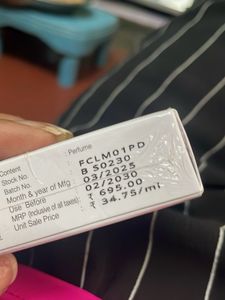 Content Perfume
Stock No. FCLM01PD
Batch No. B S0230
Month & year of Mfg 03/2025
Use Before 02/2030
MRP (Inclusive of all taxes) ₹ 695.00
Unit Sale Price ₹ 34.75/ml